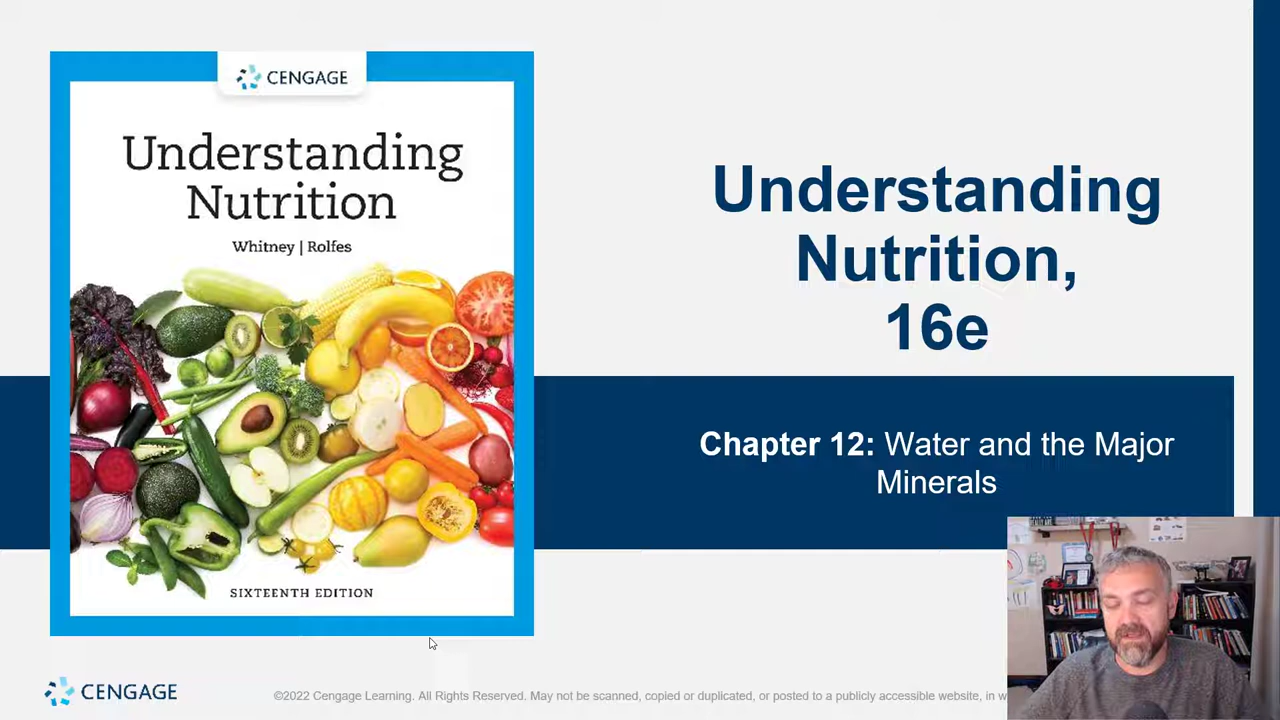 CENGAGE
Understanding
Nutrition
Whitney | Rolfes
SIXTEENTH EDITION
Understanding
Nutrition,
16e
Chapter 12: Water and the Major
Minerals
CENGAGE
©2022 Cengage Learning. All Rights Reserved. May not be scanned, copied or duplicated, or posted to a publicly accessible website, in w